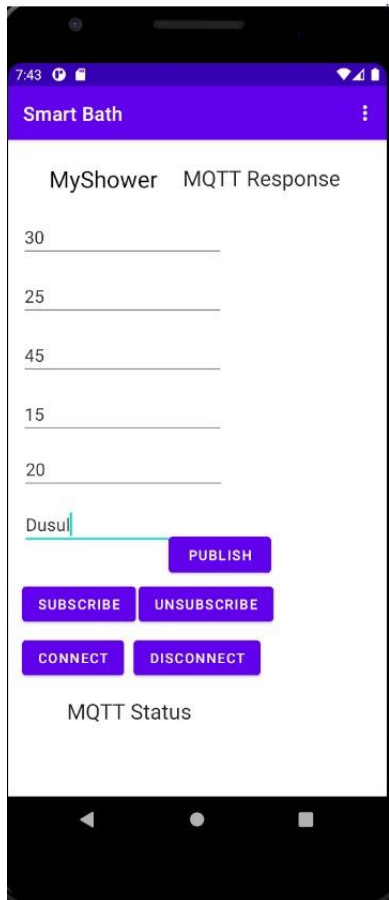 7:43
Smart Bath
MyShower MQTT Response
30
25
45
15
20
Dusul
PUBLISH
SUBSCRIBE UNSUBSCRIBE
CONNECT DISCONNECT
MQTT Status